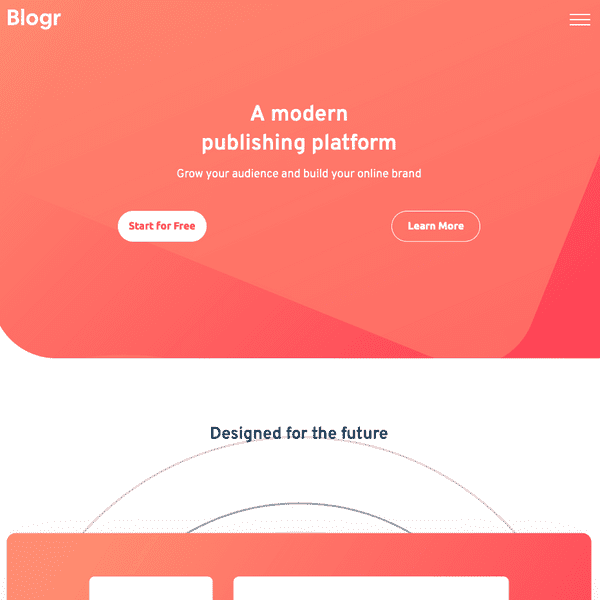 Blogr
A modern
publishing platform
Grow your audience and build your online brand
Start for Free
Learn More
Designed for the future